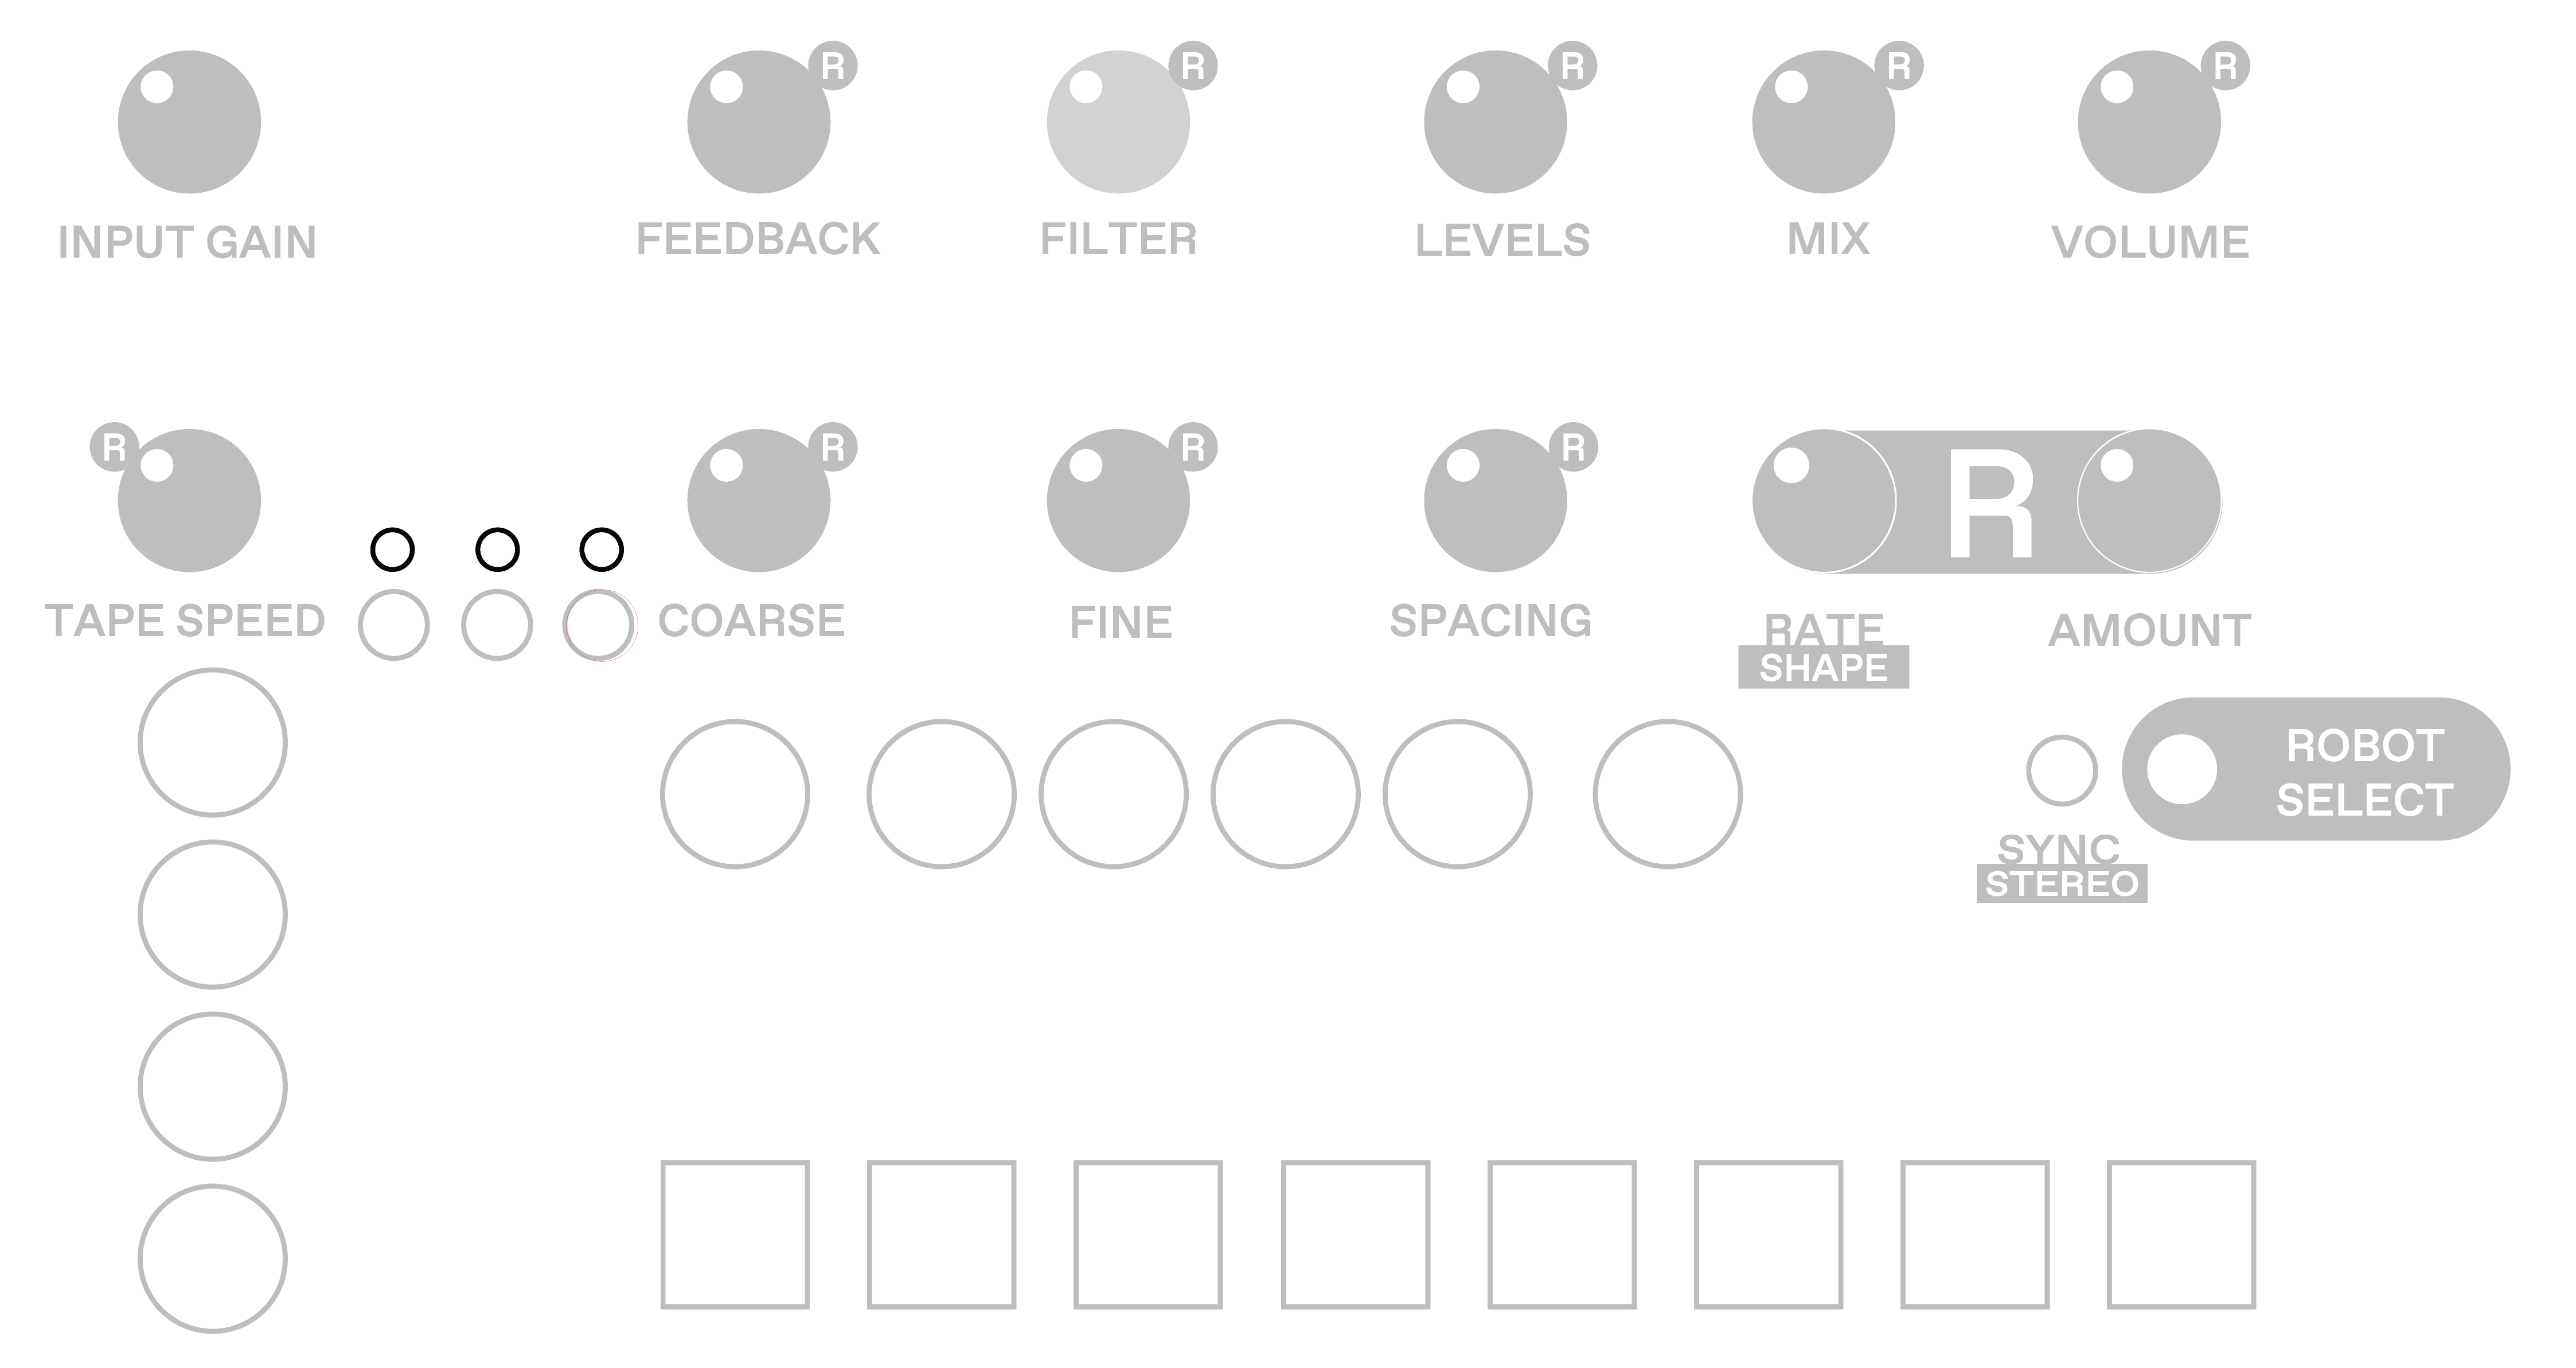 R R R R R
INPUT GAIN FEEDBACK FILTER LEVELS MIX VOLUME
R R R R R
TAPE SPEED COARSE FINE SPACING RATE AMOUNT
SHAPE
ROBOT
SELECT
SYNC
STEREO